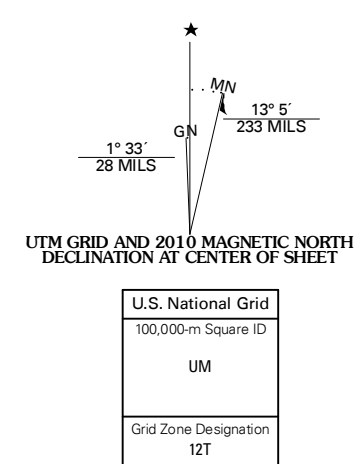 MN
GN
13° 5´
233 MILS
1° 33´
28 MILS
UTM GRID AND 2010 MAGNETIC NORTH
DECLINATION AT CENTER OF SHEET
U.S. National Grid
100,000-m Square ID
UM
Grid Zone Designation
12T